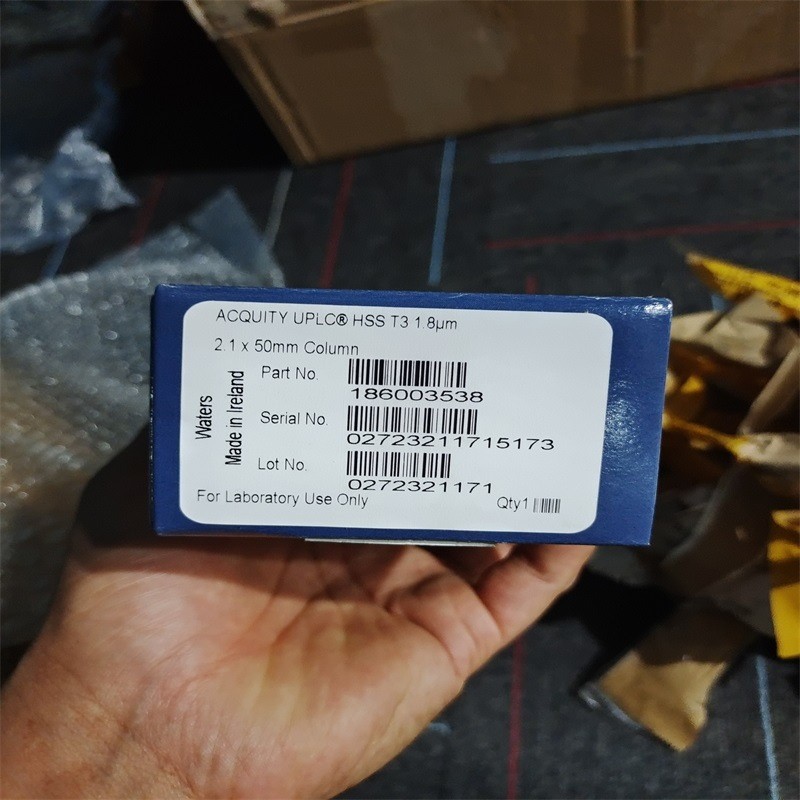 ACQUITY UPLC® HSS T3 1.8µm
2.1 x 50mm Column
Waters
Made in Ireland
Part No.
186003538
Serial No.
02723211715173
Lot No.
0272321171
For Laboratory Use Only
Qty1